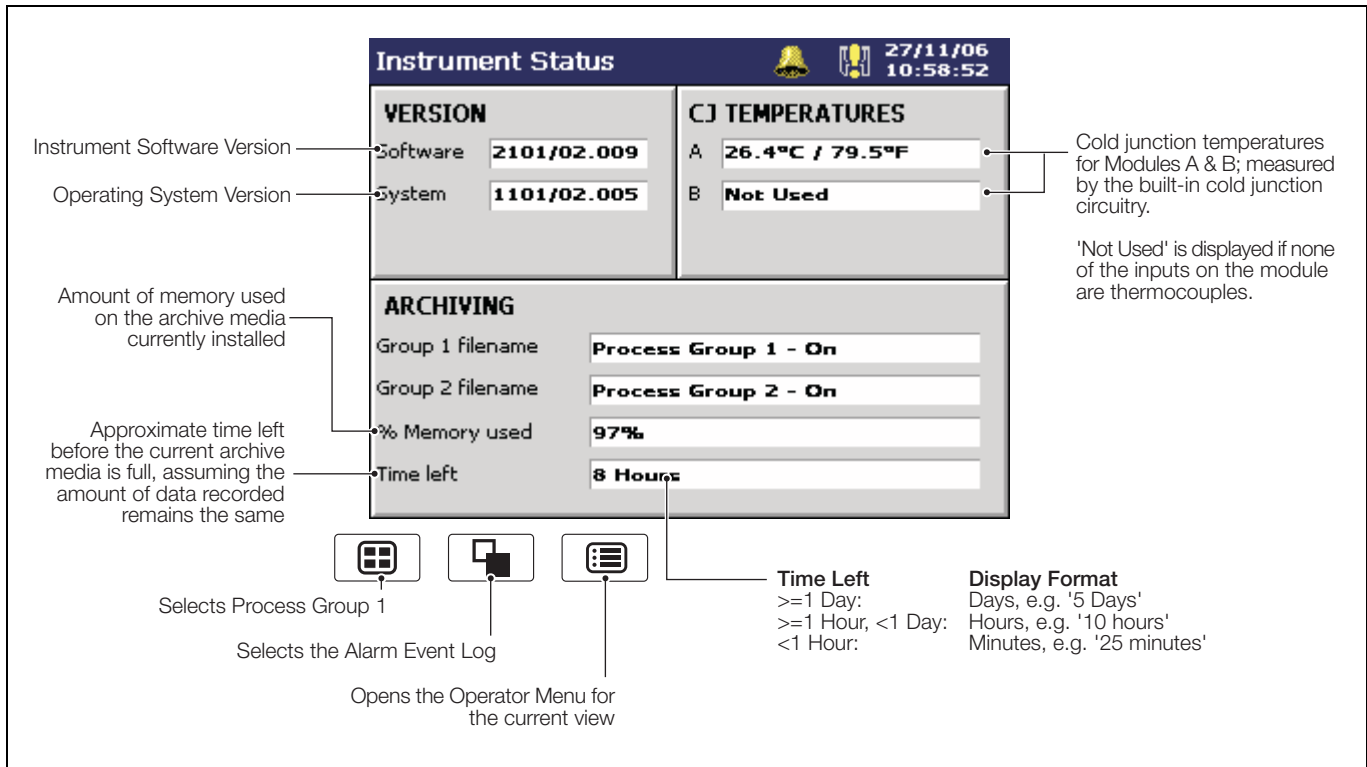 Instrument Status
27/11/06
10:58:52
VERSION
Software 2101/02.009
System 1101/02.005
CJ TEMPERATURES
A 26.4°C / 79.5°F
B Not Used
ARCHIVING
Group 1 filename Process Group 1 - On
Group 2 filename Process Group 2 - On
% Memory used 97%
Time left 8 Hours
Instrument Software Version
Operating System Version
Amount of memory used
on the archive media
currently installed
Approximate time left
before the current archive
media is full, assuming the
amount of data recorded
remains the same
Cold junction temperatures
for Modules A & B; measured
by the built-in cold junction
circuitry.
'Not Used' is displayed if none
of the inputs on the module
are thermocouples.
Selects Process Group 1
Selects the Alarm Event Log
Opens the Operator Menu for
the current view
Time Left Display Format
>=1 Day: Days, e.g. '5 Days'
>=1 Hour, <1 Day: Hours, e.g. '10 hours'
<1 Hour: Minutes, e.g. '25 minutes'